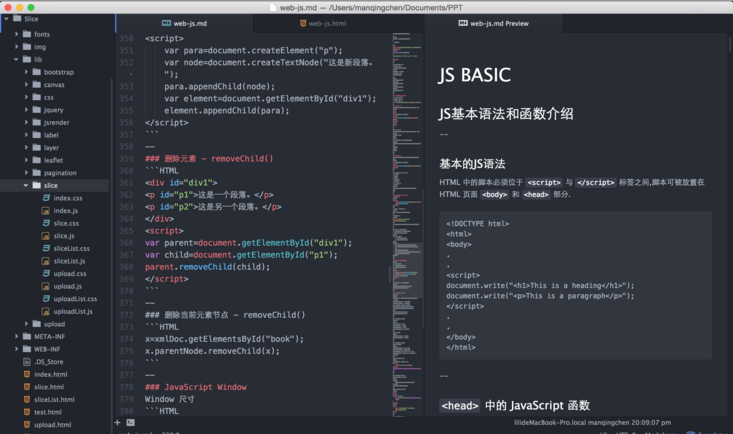 web-js.md — /Users/manqingchen/Documents/PPT
Slice
fonts
img
lib
bootstrap
canvas
css
jquery
jsrender
label
layer
leaflet
pagination
slice
index.css
index.js
slice.css
slice.js
sliceList.css
sliceList.js
upload.css
upload.js
uploadList.css
uploadList.js
upload
META-INF
WEB-INF
.DS_Store
index.html
slice.html
sliceList.html
test.html
upload.html
web-js.md
web-js.html
350 <script>
351 var para=document.createElement("p");
352 var node=document.createTextNode("这是新段落。
");
353 para.appendChild(node);
354 var element=document.getElementById("div1");
355 element.appendChild(para);
356 </script>
357 ```
358 --
359 ### 删除元素 - removeChild()
360 ```HTML
361 <div id="div1">
362 <p id="p1">这是一个段落。</p>
363 <p id="p2">这是另一个段落。</p>
364 </div>
365 <script>
366 var parent=document.getElementById("div1");
367 var child=document.getElementById("p1");
368 parent.removeChild(child);
369 </script>
370 ```
371 --
372 ### 删除当前元素节点 - removeChild()
373 ```HTML
374 x=xmlDoc.getElementsById("book");
375 x.parentNode.removeChild(x);
376 ```
377 --
378 ### JavaScript Window
379 Window 尺寸
380 ```HTML
web-js.md Preview
JS BASIC
JS基本语法和函数介绍
--
基本的JS语法
HTML 中的脚本必须位于 <script> 与 </script> 标签之间,脚本可被放置在
HTML 页面 <body> 和 <head> 部分.
<!DOCTYPE html>
<html>
<body>
.
.
<script>
document.write("<h1>This is a heading</h1>");
document.write("<p>This is a paragraph</p>");
</script>
.
.
</body>
</html>
--
<head> 中的 JavaScript 函数
lilideMacBook-Pro.local manqingchen 20:09:07 pm